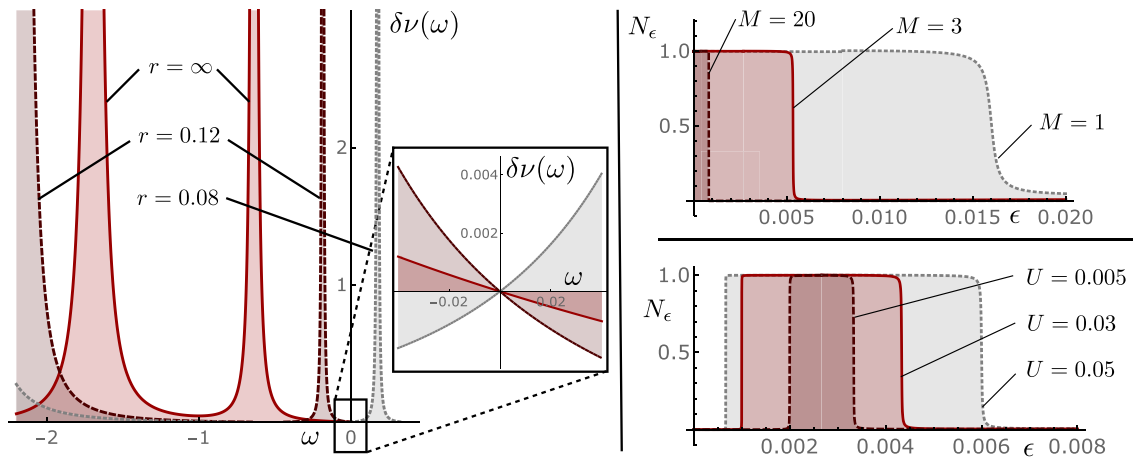 δν(ω)
r = ∞
r = 0.12
r = 0.08
2
1
−2
−1
ω
0
δν(ω)
0.004
0.002
ω
−0.02
0.02
N_ϵ
M = 20
M = 3
M = 1
1.0
0.5
0.005
0.010
0.015
ϵ
0.020
1.0
N_ϵ
0.5
U = 0.005
U = 0.03
U = 0.05
0.002
0.004
0.006
ϵ
0.008